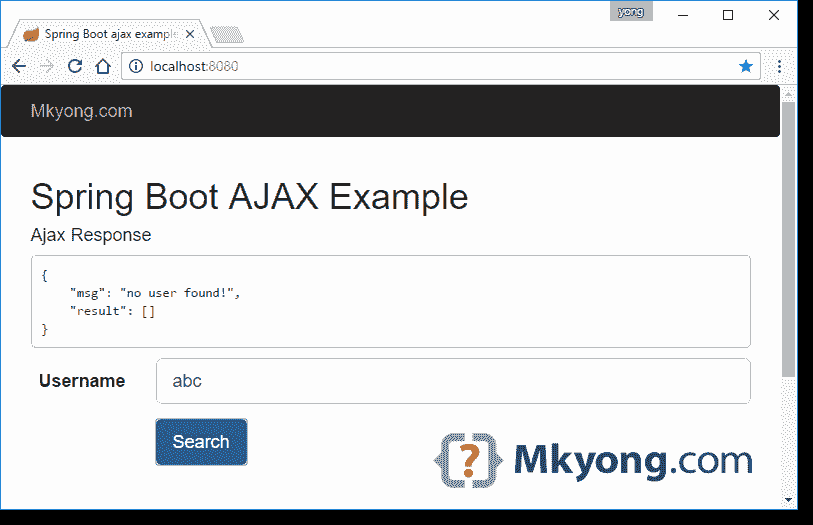 yong
Spring Boot ajax example
localhost:8080
Mkyong.com
Spring Boot AJAX Example
Ajax Response
{
"msg": "no user found!",
"result": []
}
Username abc
Search
{?} Mkyong.com